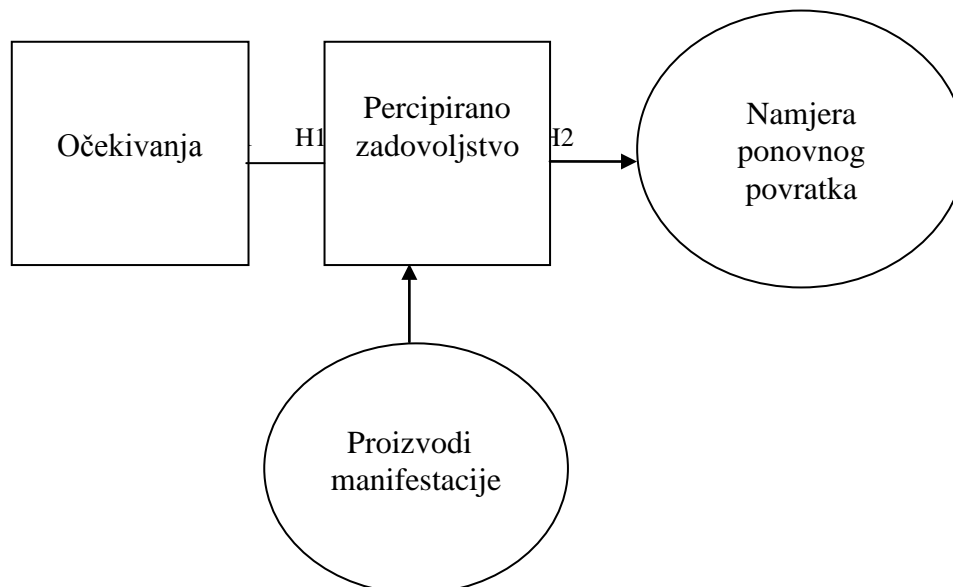 Očekivanja
H1
Percipirano
zadovoljstvo
H2
Namjera
ponovnog
povratka
Proizvodi
manifestacije